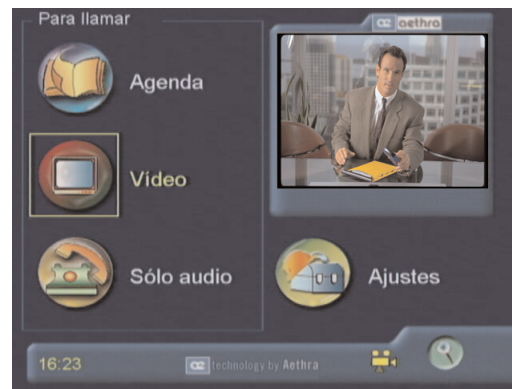 Para llamar
aethra
Agenda
Vídeo
Sólo audio
Ajustes
16:23
technology by Aethra